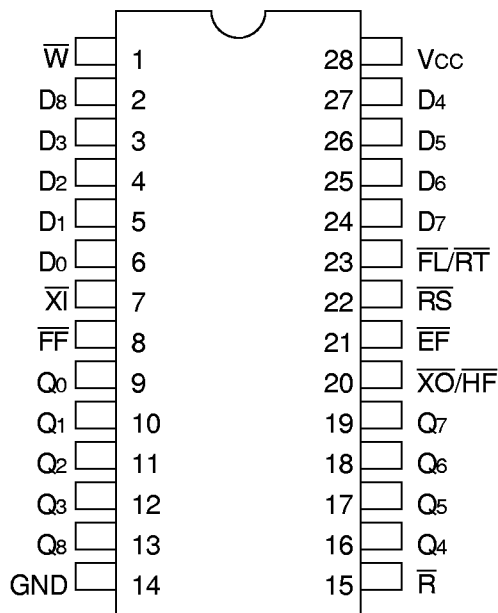 W̅ 1 28 Vcc
D8 2 27 D4
D3 3 26 D5
D2 4 25 D6
D1 5 24 D7
D0 6 23 F̅L̅/R̅T̅
X̅I̅ 7 22 R̅S̅
F̅F̅ 8 21 E̅F̅
Q0 9 20 X̅O̅/H̅F̅
Q1 10 19 Q7
Q2 11 18 Q6
Q3 12 17 Q5
Q8 13 16 Q4
GND 14 15 R̅